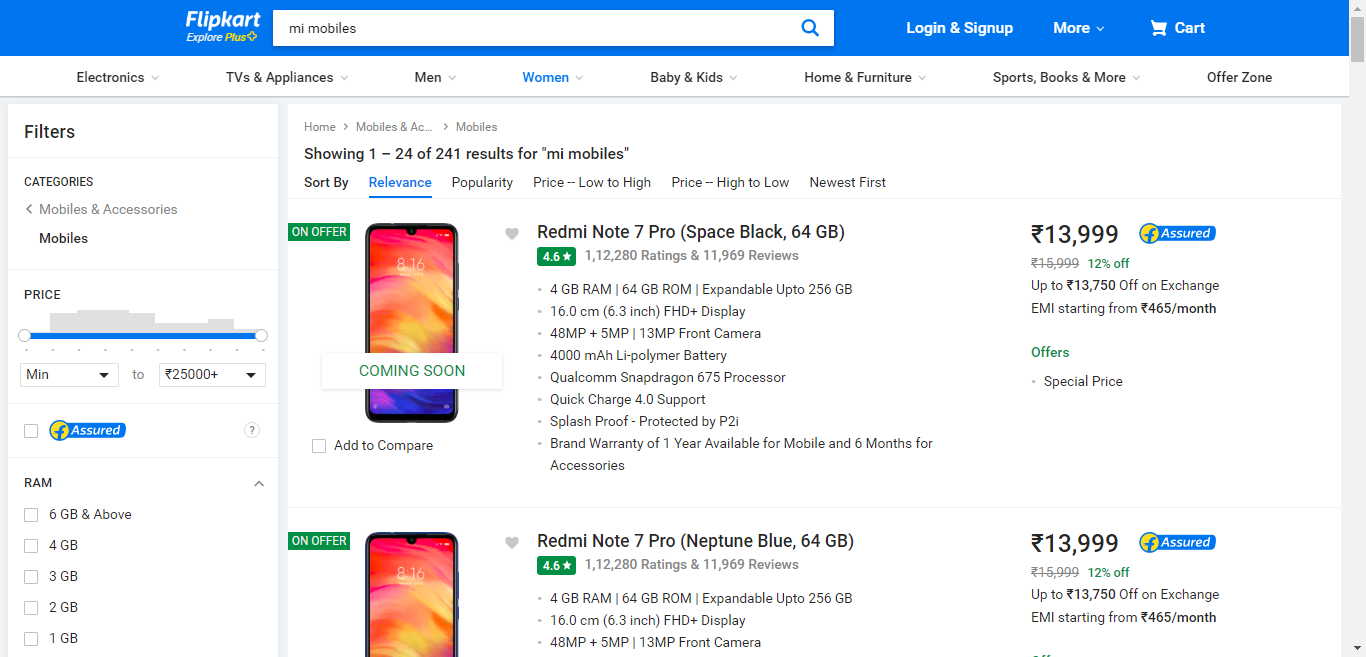 Flipkart
Explore Plus
mi mobiles
Login & Signup
More
Cart
Electronics
TVs & Appliances
Men
Women
Baby & Kids
Home & Furniture
Sports, Books & More
Offer Zone
Filters
CATEGORIES
Mobiles & Accessories
Mobiles
PRICE
Min
to
₹25000+
Assured
?
RAM
6 GB & Above
4 GB
3 GB
2 GB
1 GB
Home
Mobiles & Ac...
Mobiles
Showing 1 – 24 of 241 results for "mi mobiles"
Sort By
Relevance
Popularity
Price -- Low to High
Price -- High to Low
Newest First
ON OFFER
8:16
COMING SOON
Add to Compare
Redmi Note 7 Pro (Space Black, 64 GB)
4.6 ★ 1,12,280 Ratings & 11,969 Reviews
4 GB RAM | 64 GB ROM | Expandable Upto 256 GB
16.0 cm (6.3 inch) FHD+ Display
48MP + 5MP | 13MP Front Camera
4000 mAh Li-polymer Battery
Qualcomm Snapdragon 675 Processor
Quick Charge 4.0 Support
Splash Proof - Protected by P2i
Brand Warranty of 1 Year Available for Mobile and 6 Months for
Accessories
₹13,999
Assured
₹15,999 12% off
Up to ₹13,750 Off on Exchange
EMI starting from ₹465/month
Offers
Special Price
ON OFFER
8:16
Redmi Note 7 Pro (Neptune Blue, 64 GB)
4.6 ★ 1,12,280 Ratings & 11,969 Reviews
4 GB RAM | 64 GB ROM | Expandable Upto 256 GB
16.0 cm (6.3 inch) FHD+ Display
48MP + 5MP | 13MP Front Camera
₹13,999
Assured
₹15,999 12% off
Up to ₹13,750 Off on Exchange
EMI starting from ₹465/month